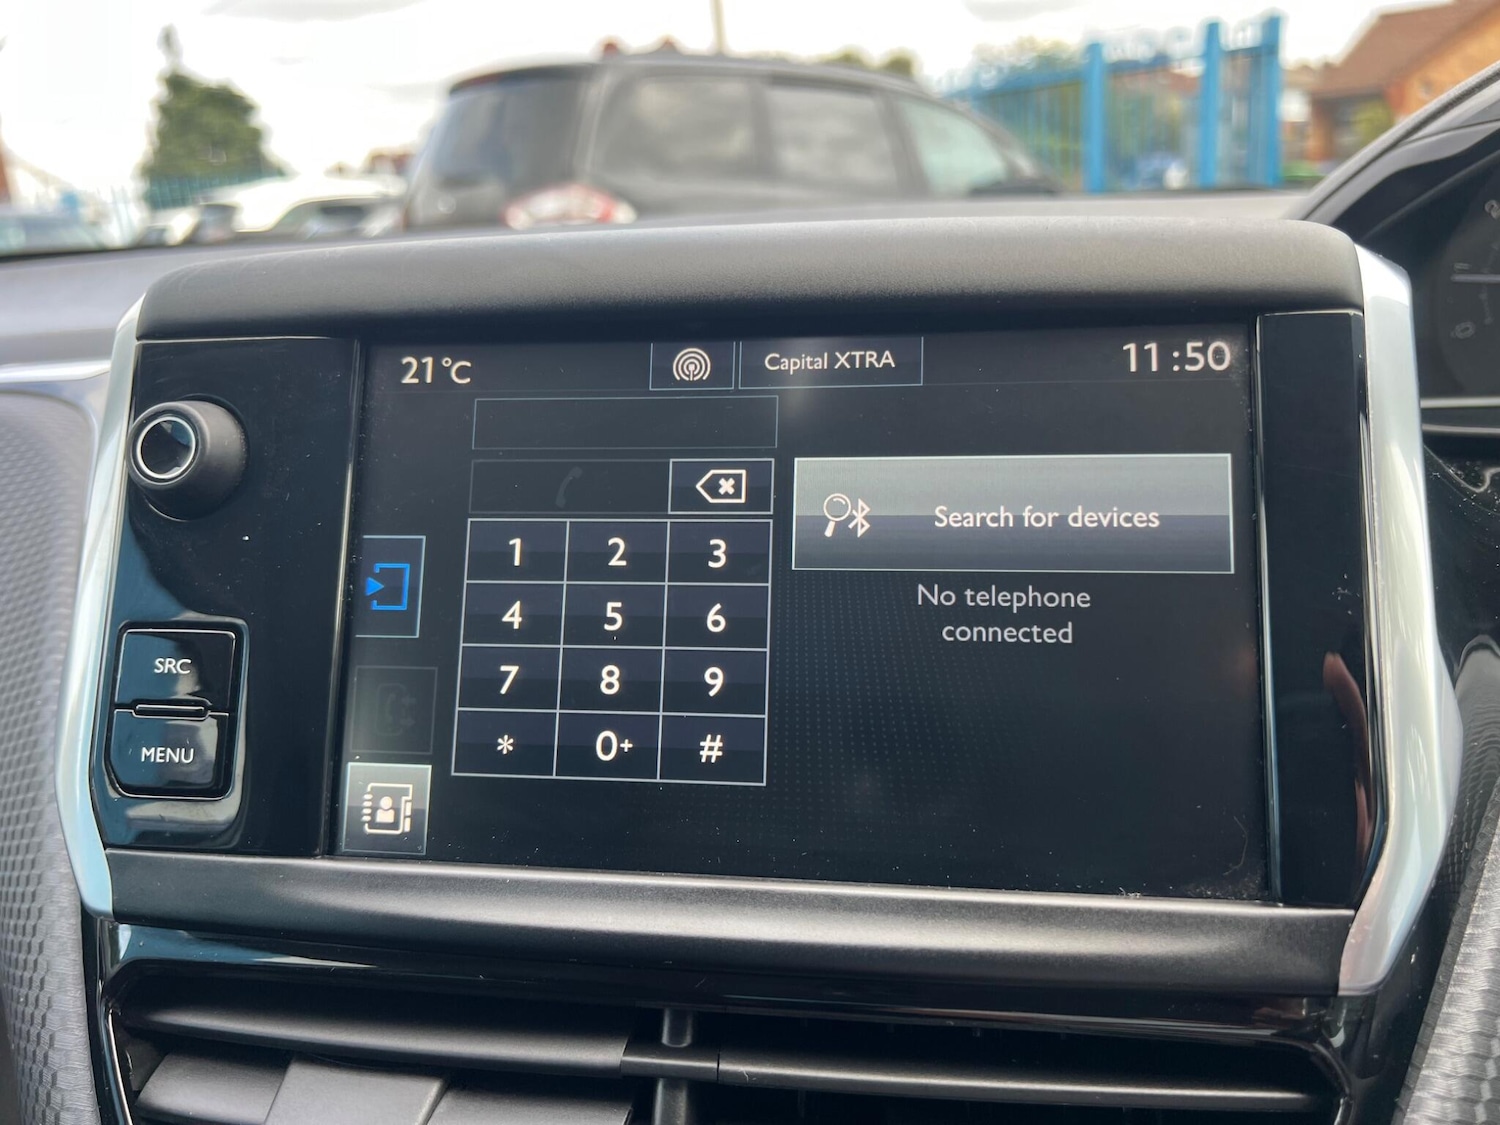 21°C
Capital XTRA
11:50
Search for devices
No telephone
connected
1 2 3
4 5 6
7 8 9
* 0+ #
SRC
MENU